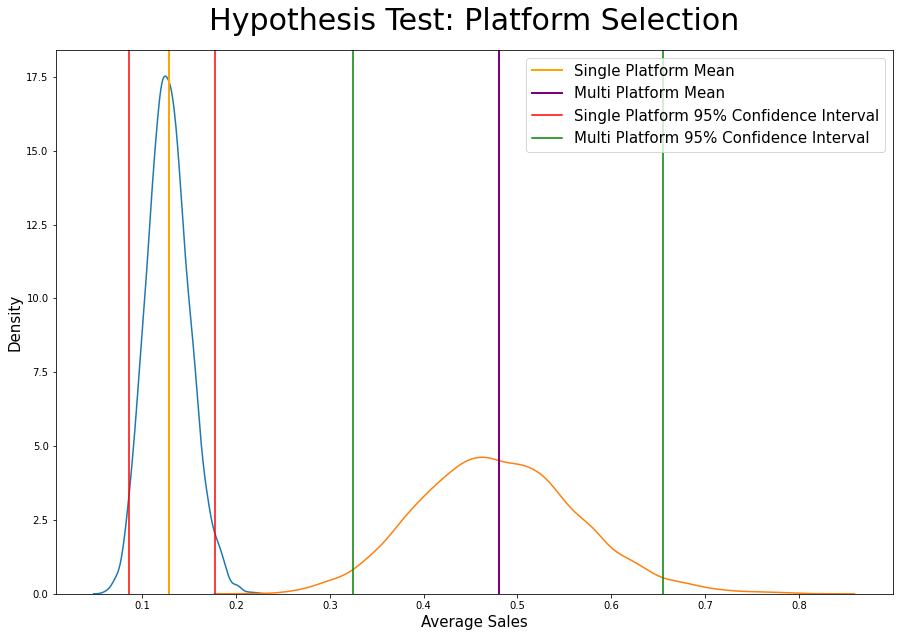 Hypothesis Test: Platform Selection
Single Platform Mean
Multi Platform Mean
Single Platform 95% Confidence Interval
Multi Platform 95% Confidence Interval
17.5
15.0
12.5
10.0
7.5
5.0
2.5
0.0
Density
0.1 0.2 0.3 0.4 0.5 0.6 0.7 0.8
Average Sales